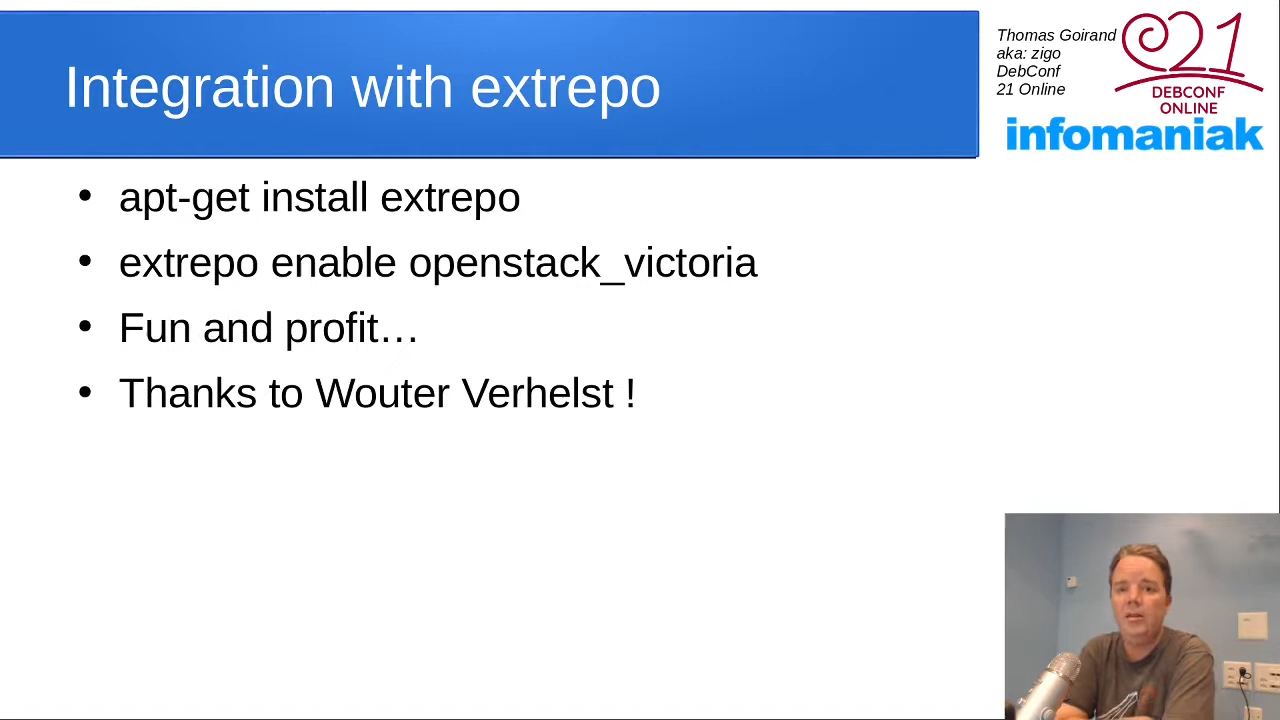 Integration with extrepo
Thomas Goirand
aka: zigo
DebConf
21 Online
21
DEBCONF
ONLINE
infomaniak
• apt-get install extrepo
• extrepo enable openstack_victoria
• Fun and profit…
• Thanks to Wouter Verhelst !